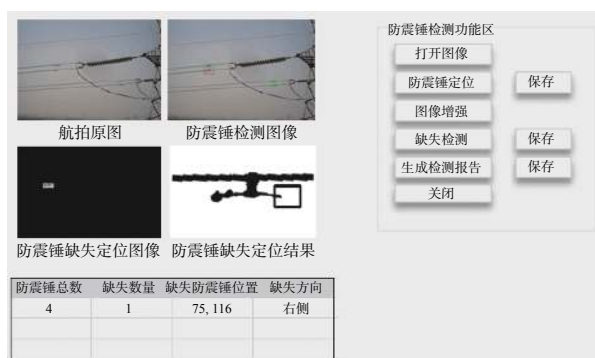 航拍原图 防震锤检测图像
防震锤缺失定位图像 防震锤缺失定位结果
防震锤总数 缺失数量 缺失防震锤位置 缺失方向
4 1 75, 116 右侧
防震锤检测功能区
打开图像
防震锤定位 保存
图像增强
缺失检测 保存
生成检测报告 保存
关闭